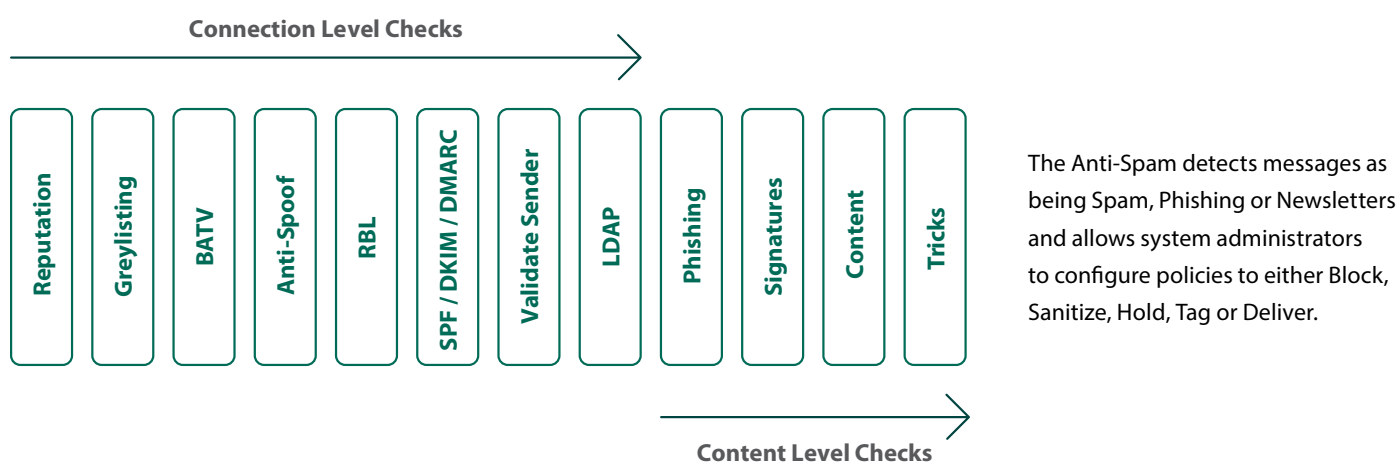 Connection Level Checks
Reputation
Greylisting
BATV
Anti-Spoof
RBL
SPF / DKIM / DMARC
Validate Sender
LDAP
Phishing
Signatures
Content
Tricks
The Anti-Spam detects messages as
being Spam, Phishing or Newsletters
and allows system administrators
to configure policies to either Block,
Sanitize, Hold, Tag or Deliver.
Content Level Checks